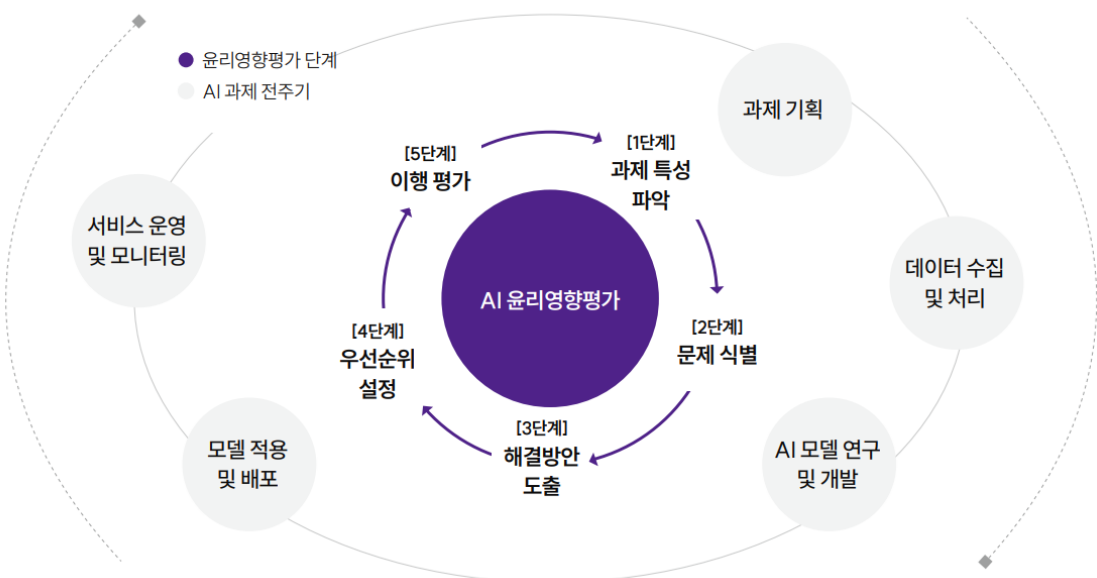 윤리영향평가 단계
AI 과제 전주기
과제 기획
[1단계]
과제 특성
파악
[5단계]
이행 평가
서비스 운영
및 모니터링
데이터 수집
및 처리
AI 윤리영향평가
[2단계]
문제 식별
[4단계]
우선순위
설정
[3단계]
해결방안
도출
모델 적용
및 배포
AI 모델 연구
및 개발